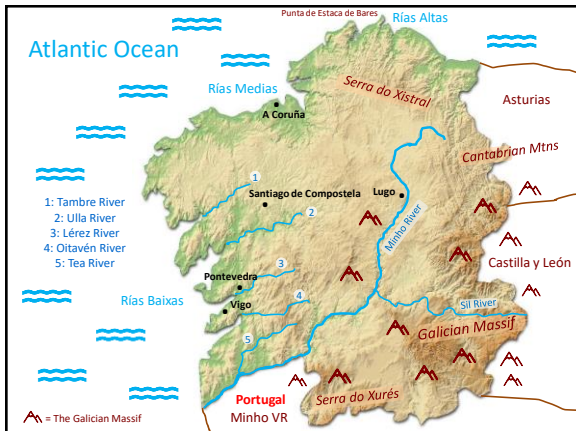 Punta de Estaca de Bares
Rías Altas
Atlantic Ocean
Rías Medias
Serra do Xistral
Asturias
A Coruña
Cantabrian Mtns
1
1: Tambre River
2: Ulla River
3: Lérez River
4: Oitavén River
5: Tea River
Santiago de Compostela
Lugo
2
Minho River
Castilla y León
3
Pontevedra
Rías Baixas
4
Vigo
Sil River
5
Galician Massif
Portugal
Minho VR
Serra do Xurés
= The Galician Massif